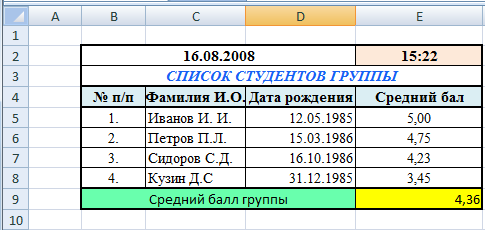 A B C D E
1
2 16.08.2008 15:22
3 СПИСОК СТУДЕНТОВ ГРУППЫ
4 № п/п Фамилия И.О. Дата рождения Средний бал
5 1. Иванов И. И. 12.05.1985 5,00
6 2. Петров П.Л. 15.03.1986 4,75
7 3. Сидоров С.Д. 16.10.1986 4,23
8 4. Кузин Д.С 31.12.1985 3,45
9 Средний балл группы 4,36
10